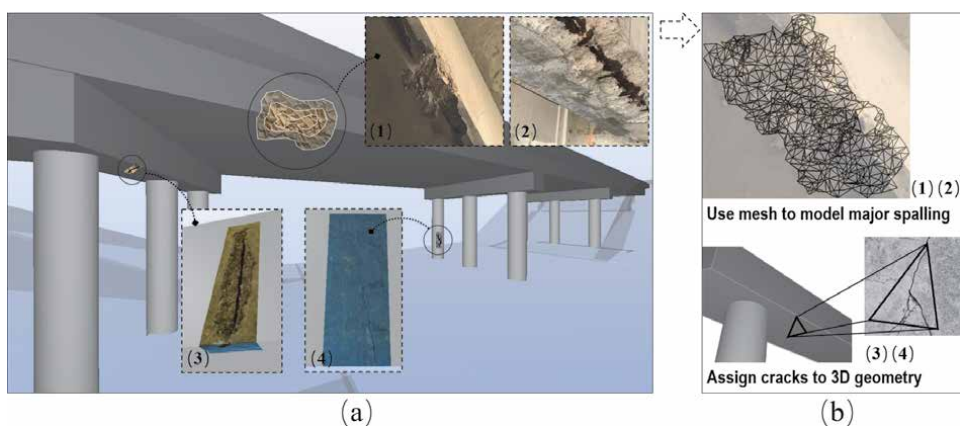 (1)
(2)
(3)
(4)
(a)
(1) (2)
Use mesh to model major spalling
(3) (4)
Assign cracks to 3D geometry
(b)